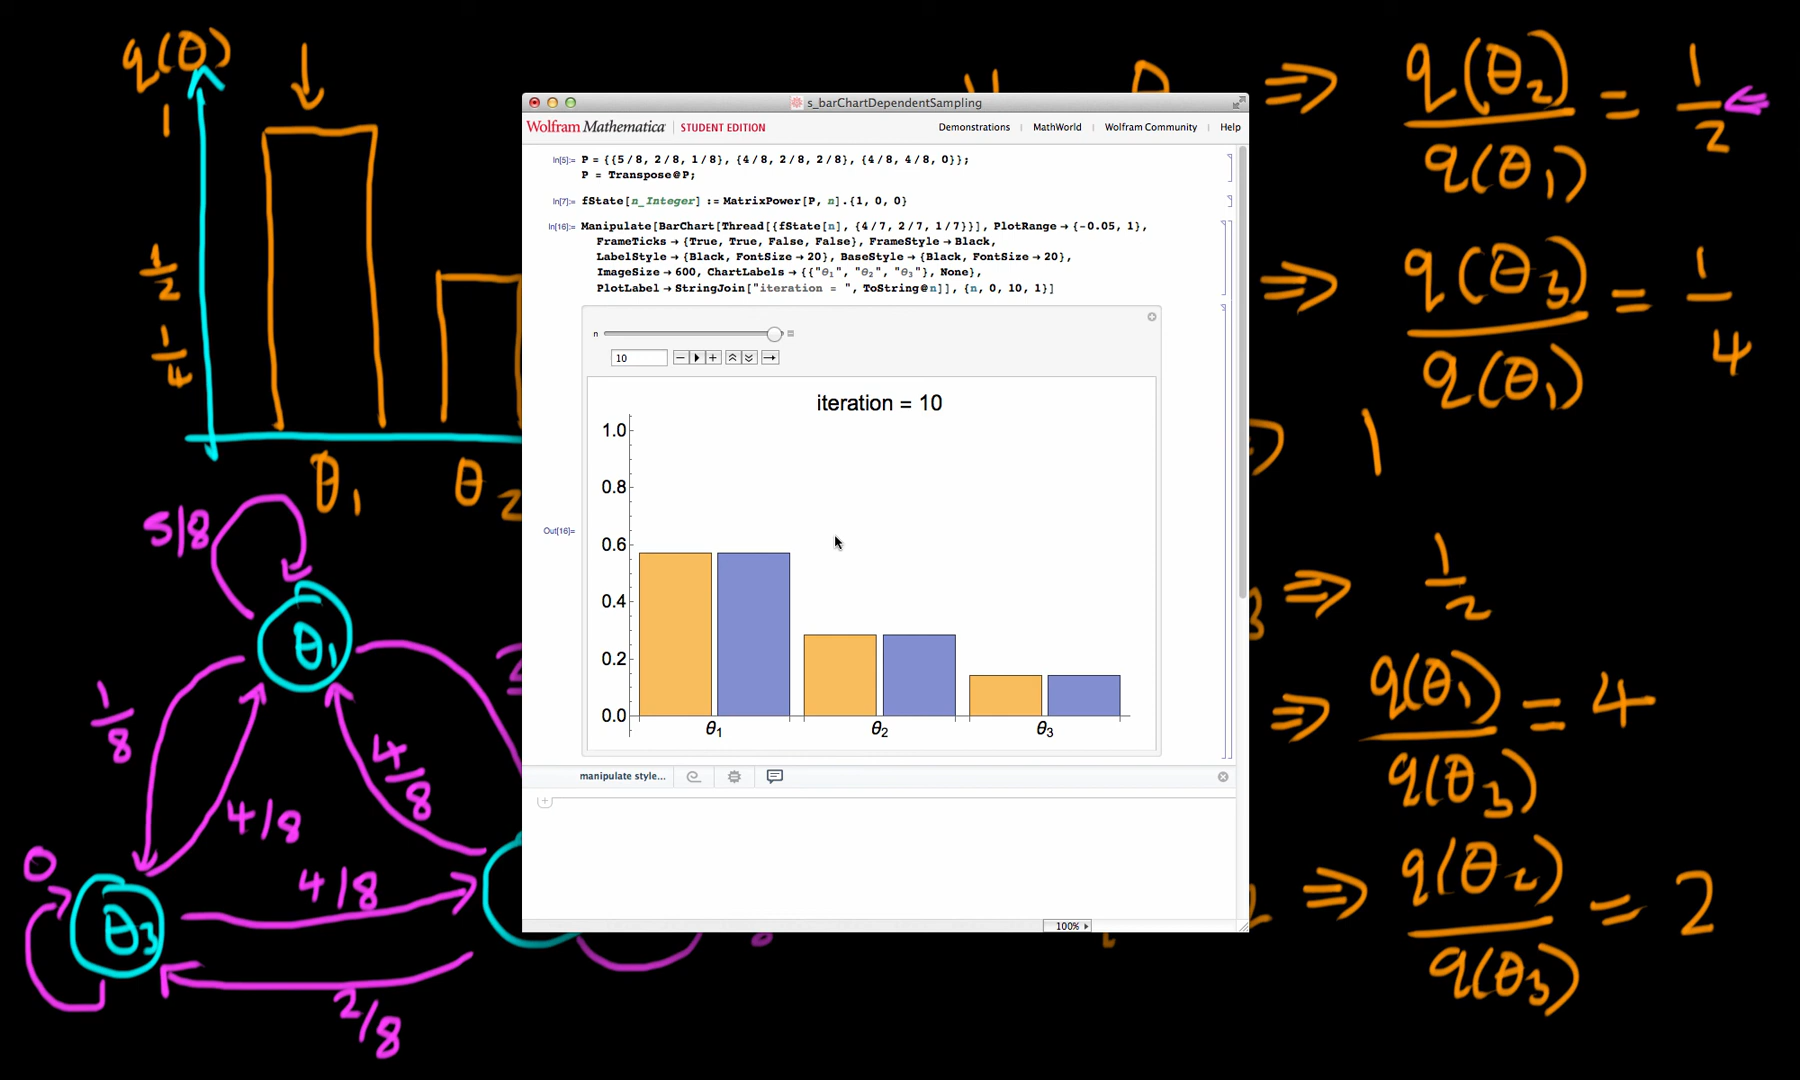 q(θ)
1
1/2
1/4
θ1
θ2
5/8
θ1
1/8
4/8
4/8
0
θ3
4/8
2/8
s_barChartDependentSampling
Wolfram Mathematica | STUDENT EDITION
Demonstrations | MathWorld | Wolfram Community | Help
In[5]:= P = {{5/8, 2/8, 1/8}, {4/8, 2/8, 2/8}, {4/8, 4/8, 0}};
P = Transpose@P;
In[7]:= fState[n_Integer] := MatrixPower[P, n].{1, 0, 0}
In[16]:= Manipulate[BarChart[Thread[{fState[n], {4/7, 2/7, 1/7}}], PlotRange → {-0.05, 1},
FrameTicks → {True, True, False, False}, FrameStyle → Black,
LabelStyle → {Black, FontSize → 20}, BaseStyle → {Black, FontSize → 20},
ImageSize → 600, ChartLabels → {{"θ₁", "θ₂", "θ₃"}, None},
PlotLabel → StringJoin["iteration = ", ToString@n]], {n, 0, 10, 1}]
n
10
Out[16]=
iteration = 10
1.0
0.8
0.6
0.4
0.2
0.0
θ₁ θ₂ θ₃
manipulate style...
100%
⇒ q(θ2)/q(θ1) = 1/2
⇒ q(θ3)/q(θ1) = 1/4
1
⇒ 1/2
⇒ q(θ1)/q(θ3) = 4
⇒ q(θ2)/q(θ3) = 2